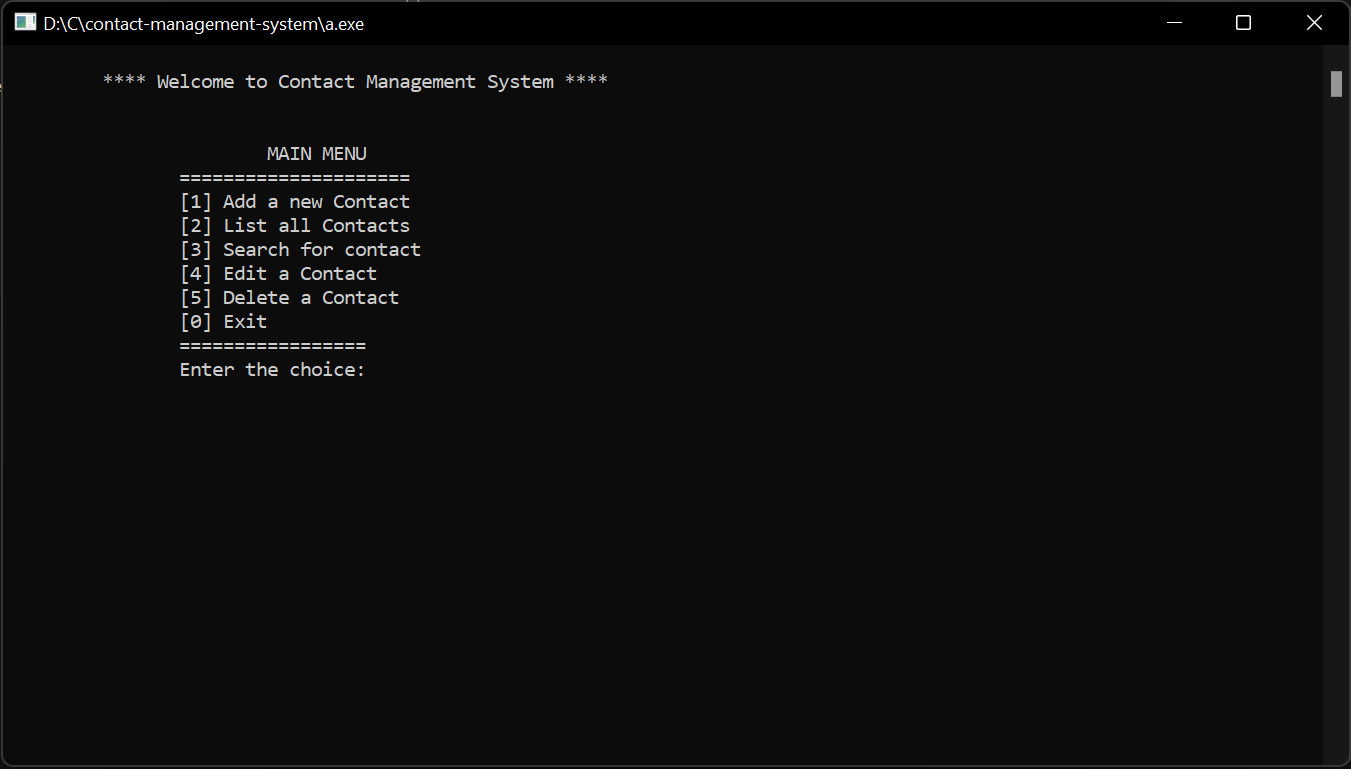 D:\C\contact-management-system\a.exe
**** Welcome to Contact Management System ****
MAIN MENU
=====================
[1] Add a new Contact
[2] List all Contacts
[3] Search for contact
[4] Edit a Contact
[5] Delete a Contact
[0] Exit
=================
Enter the choice: